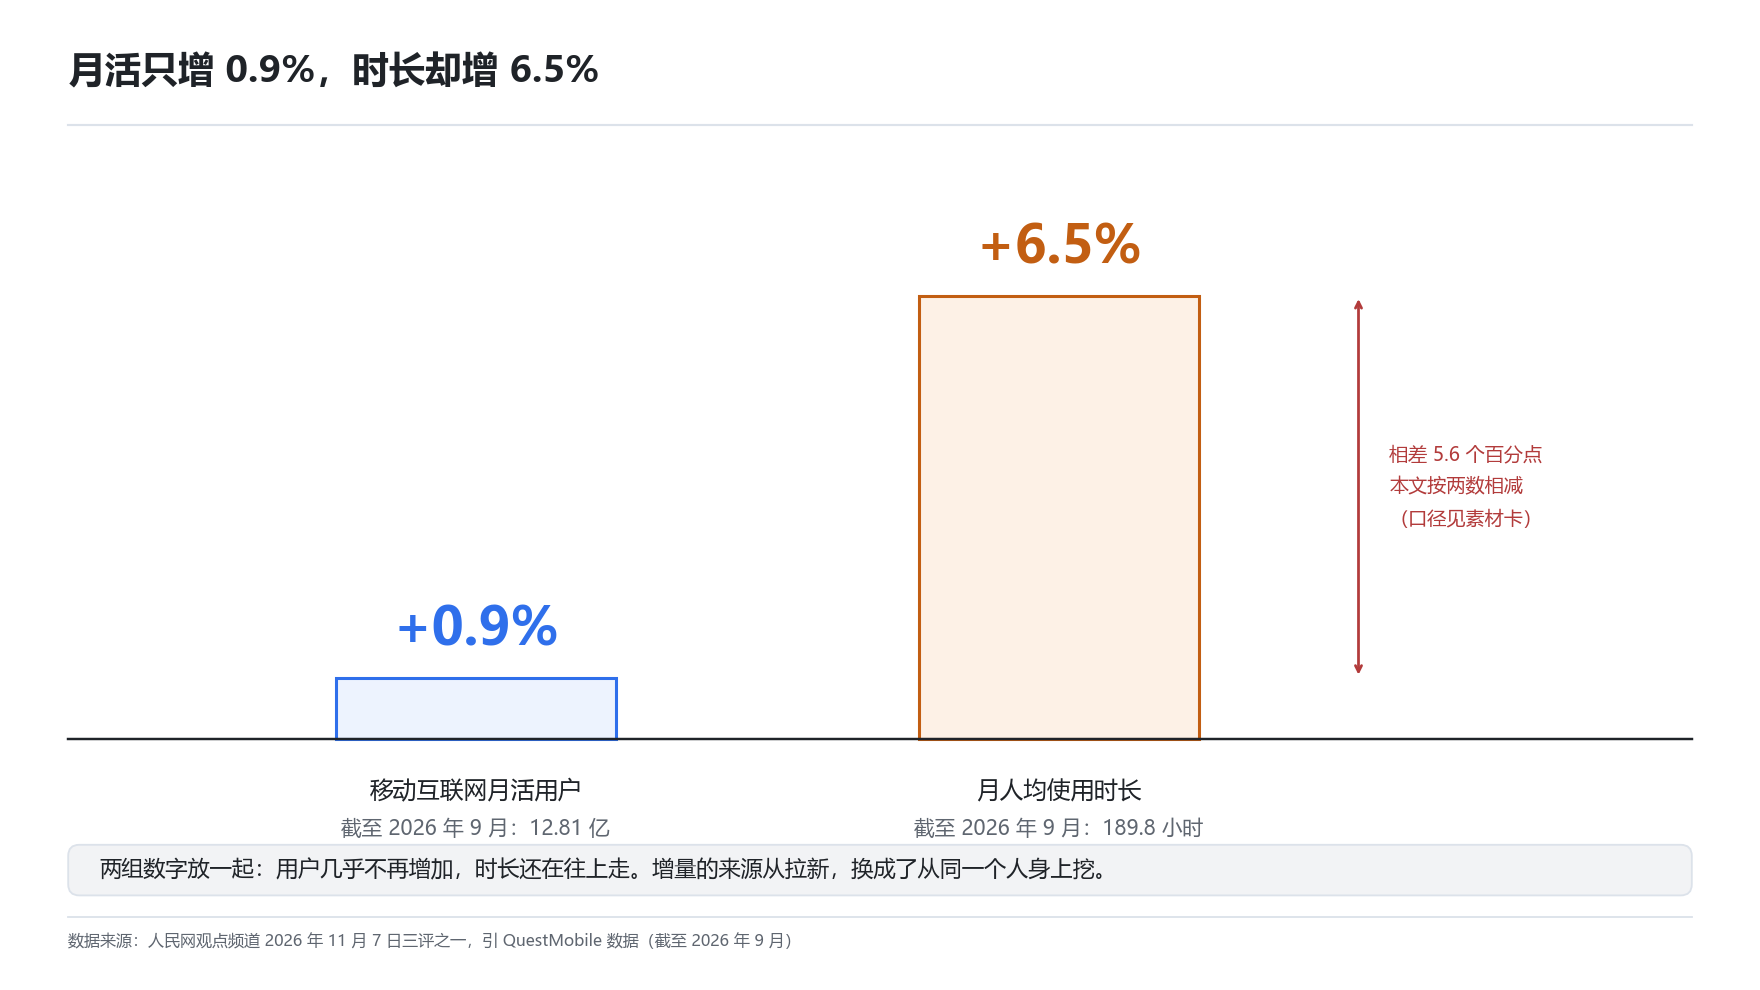 月活只增 0.9%，时长却增 6.5%
+6.5%
+0.9%
相差 5.6 个百分点
本文按两数相减
（口径见素材卡）
移动互联网月活用户
截至 2026 年 9 月：12.81 亿
月人均使用时长
截至 2026 年 9 月：189.8 小时
两组数字放一起：用户几乎不再增加，时长还在往上走。增量的来源从拉新，换成了从同一个人身上挖。
数据来源：人民网观点频道 2026 年 11 月 7 日三评之一，引 QuestMobile 数据（截至 2026 年 9 月）